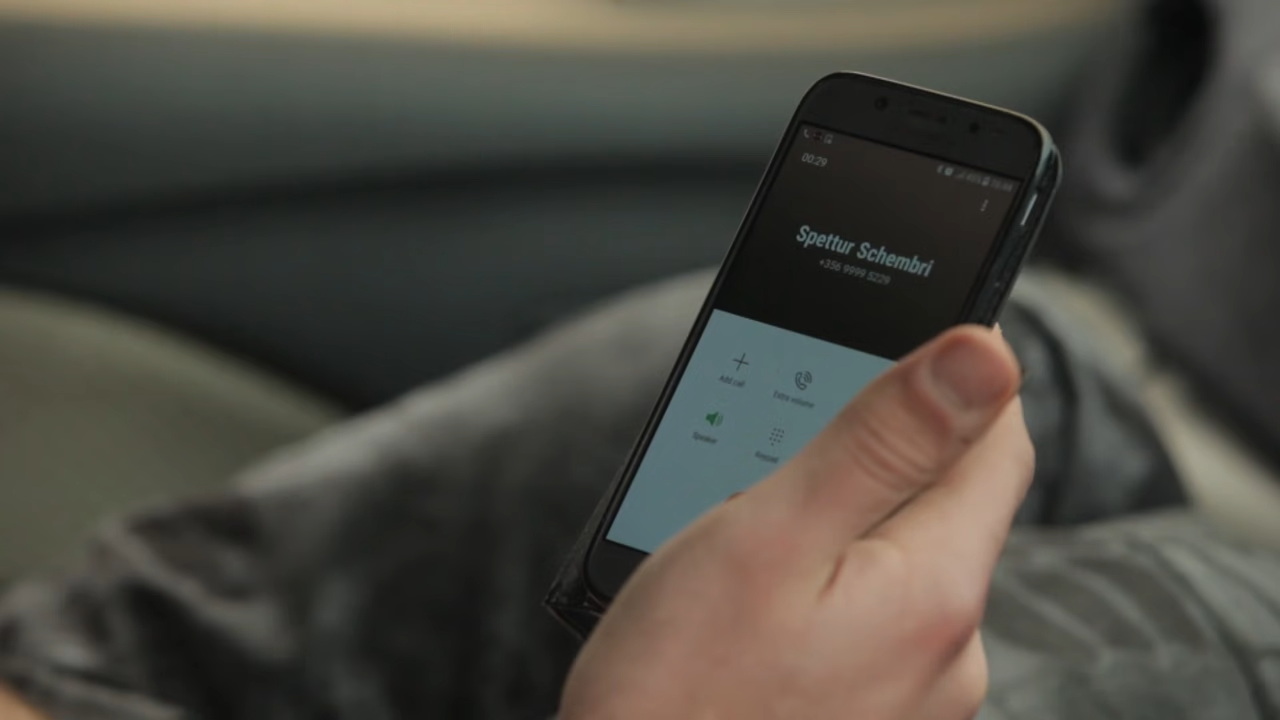 00:29
Spettur Schembri
+356 9999 5229
Add call
Extra volume
Speaker
Keypad